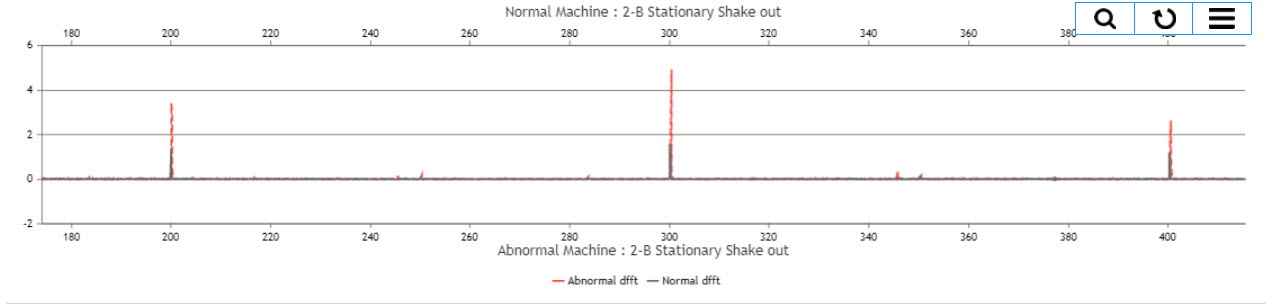 Normal Machine : 2-B Stationary Shake out
180 200 220 240 260 280 300 320 340 360 380
6
4
2
0
-2
180 200 220 240 260 280 300 320 340 360 380 400
Abnormal Machine : 2-B Stationary Shake out
Abnormal dfft Normal dfft